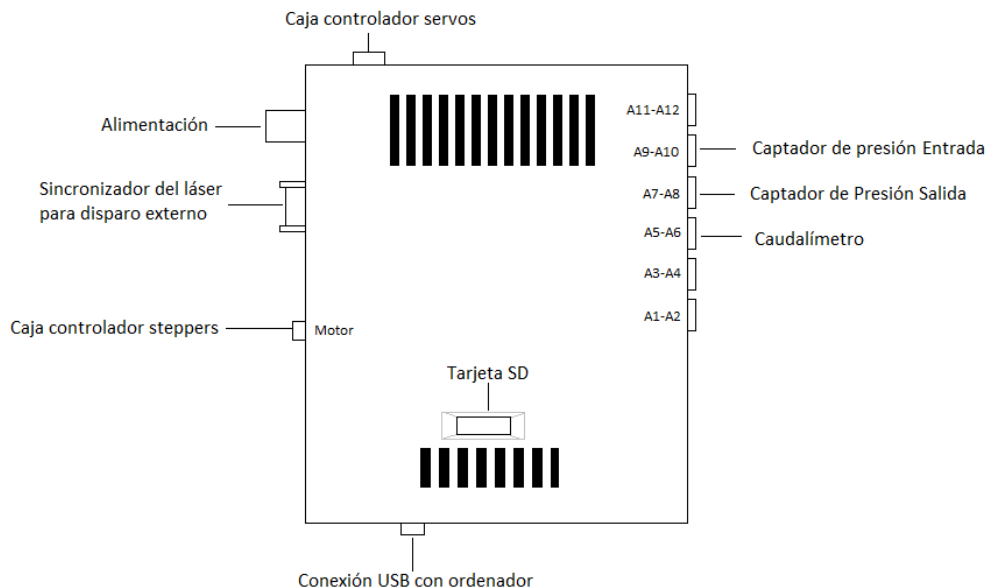 Caja controlador servos
A11-A12
Alimentación
A9-A10
Captador de presión Entrada
Sincronizador del láser
para disparo externo
A7-A8
Captador de Presión Salida
A5-A6
Caudalímetro
A3-A4
A1-A2
Caja controlador steppers
Motor
Tarjeta SD
Conexión USB con ordenador